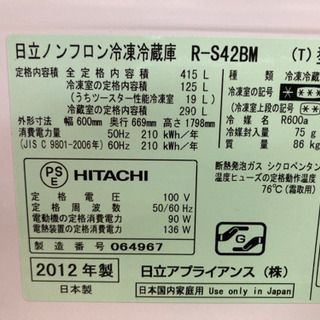 日立ノンフロン冷凍冷蔵庫 R-S42BM (T)
定格内容積 全定格内容積 415 L
冷凍室の定格内容積 125 L
(うちツースター性能冷凍室) 19 L
冷蔵室の定格内容積 290 L
外形寸法 幅 600mm 奥行 669mm 高さ 1798mm
消費電力量 50Hz 210 kWh/年
(JIS C 9801-2006年) 60Hz 210 kWh/年
種類 冷凍冷蔵
冷凍室の記号 ***
(冷凍室上段の記号
冷媒 R600a
冷媒封入量 75 g
質量 86 kg
断熱発泡ガス シクロペンタン
温度ヒューズの定格動作温度
76℃(霜取用)
PS
E
HITACHI
定格電圧 100 V
定格周波数 50/60 Hz
電動機の定格消費電力 90 W
電熱装置の定格消費電力 136 W
製造番号 064967
G
2012年製 日立アプライアンス(株)
日本製 日本国内家庭用 Use only in Japan